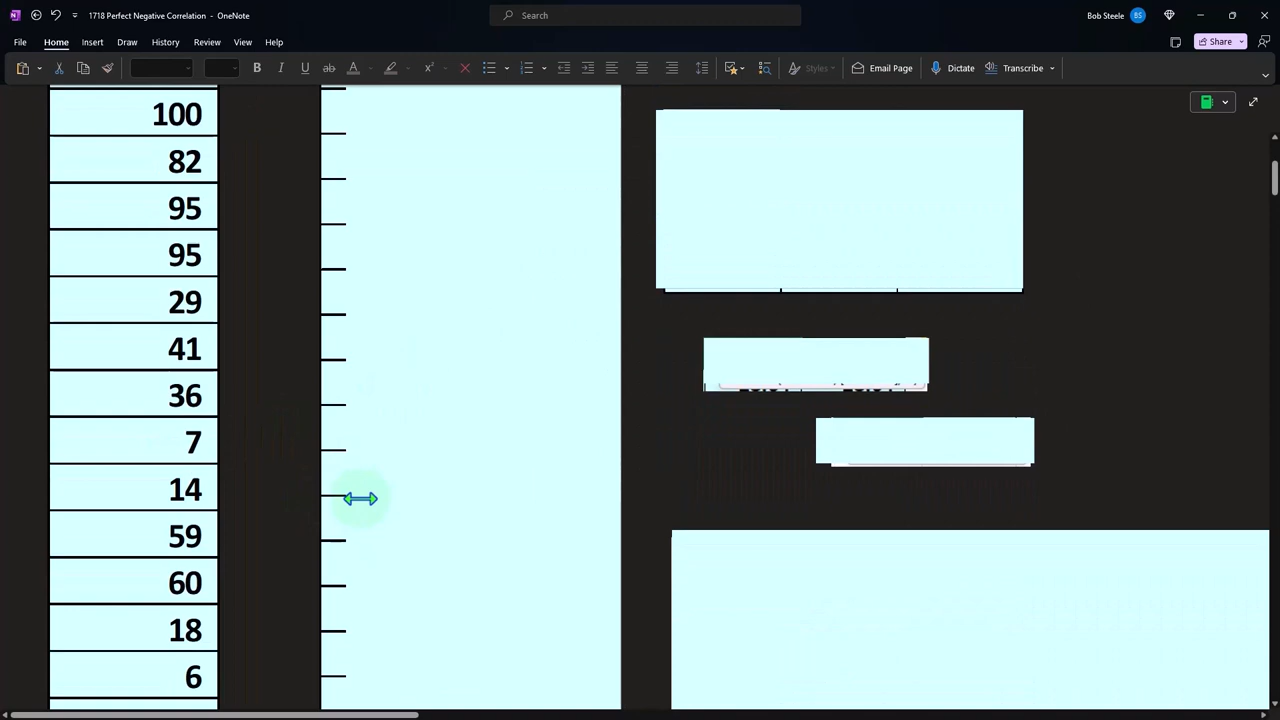 1718 Perfect Negative Correlation - OneNote
Search
Bob Steele
BS
File Home Insert Draw History Review View Help
Share
Email Page
Dictate
Transcribe
Styles
100
82
95
95
29
41
36
7
14
59
60
18
6